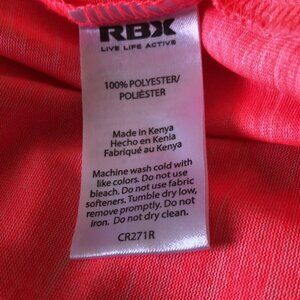 RBX
LIVE LIFE ACTIVE
100% POLYESTER/
POLIÉSTER
Made in Kenya
Hecho en Kenia
Fabriqué au Kenya
Machine wash cold with
like colors. Do not use
bleach. Do not use fabric
softeners. Tumble dry low,
remove promptly. Do not
iron. Do not dry clean.
CR271R